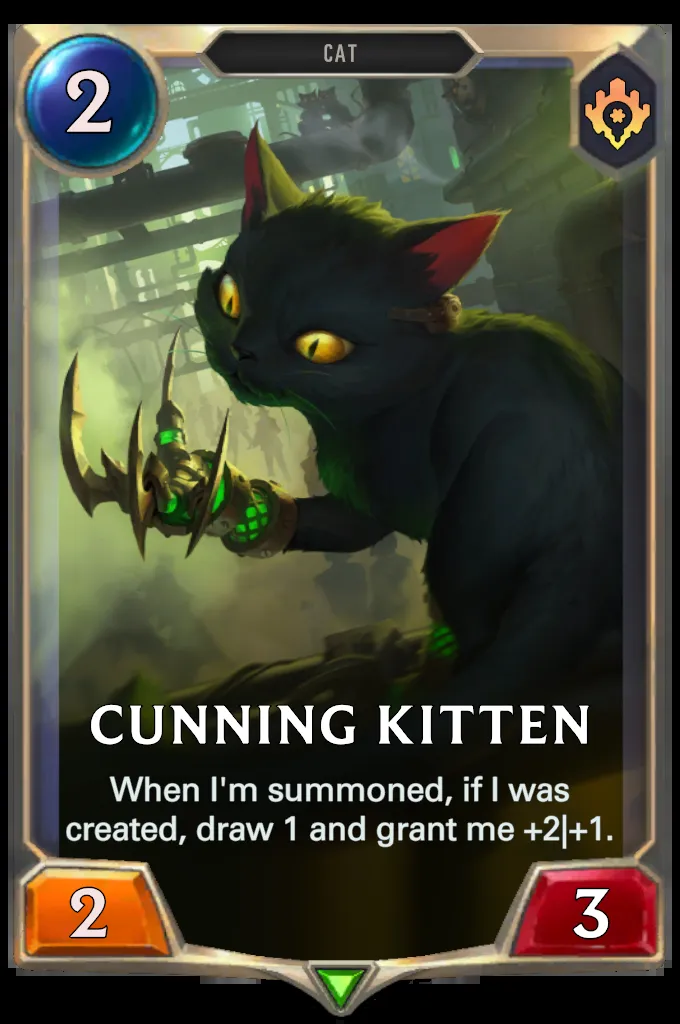 CAT
2
CUNNING KITTEN
When I'm summoned, if I was
created, draw 1 and grant me +2|+1.
2
3